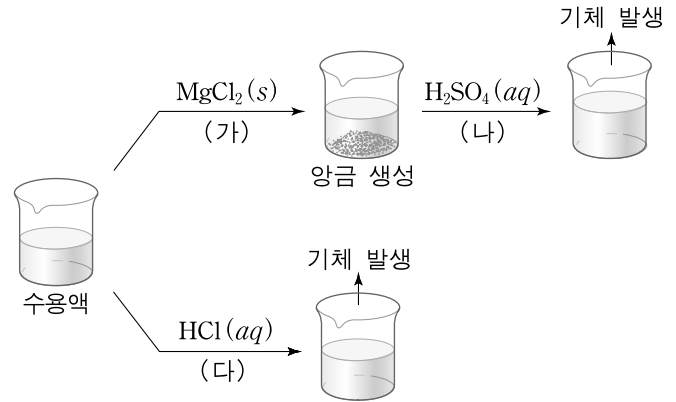 기체 발생
MgCl₂(s)
(가)
H₂SO₄(aq)
(나)
앙금 생성
수용액
기체 발생
HCl(aq)
(다)